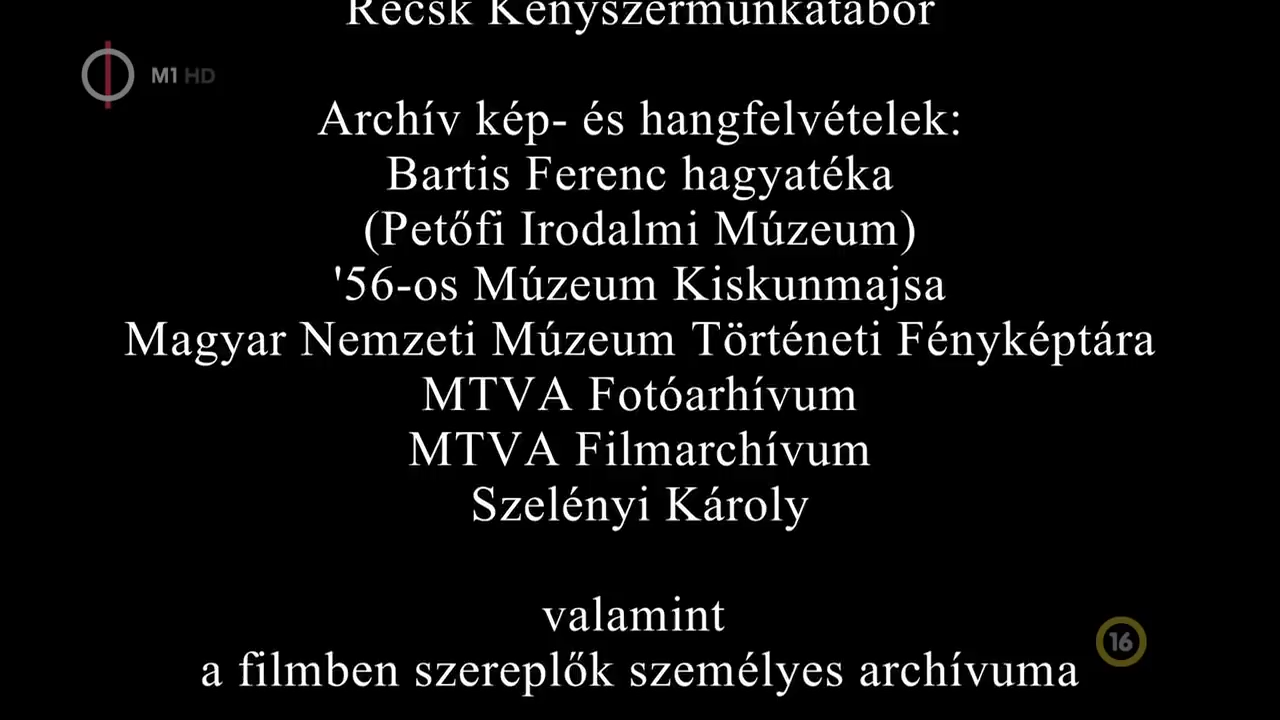 Recsk Kényszermunkatábor
M1 HD
Archív kép- és hangfelvételek:
Bartis Ferenc hagyatéka
(Petőfi Irodalmi Múzeum)
'56-os Múzeum Kiskunmajsa
Magyar Nemzeti Múzeum Történeti Fényképtára
MTVA Fotóarhívum
MTVA Filmarchívum
Szelényi Károly
valamint
16
a filmben szereplők személyes archívuma